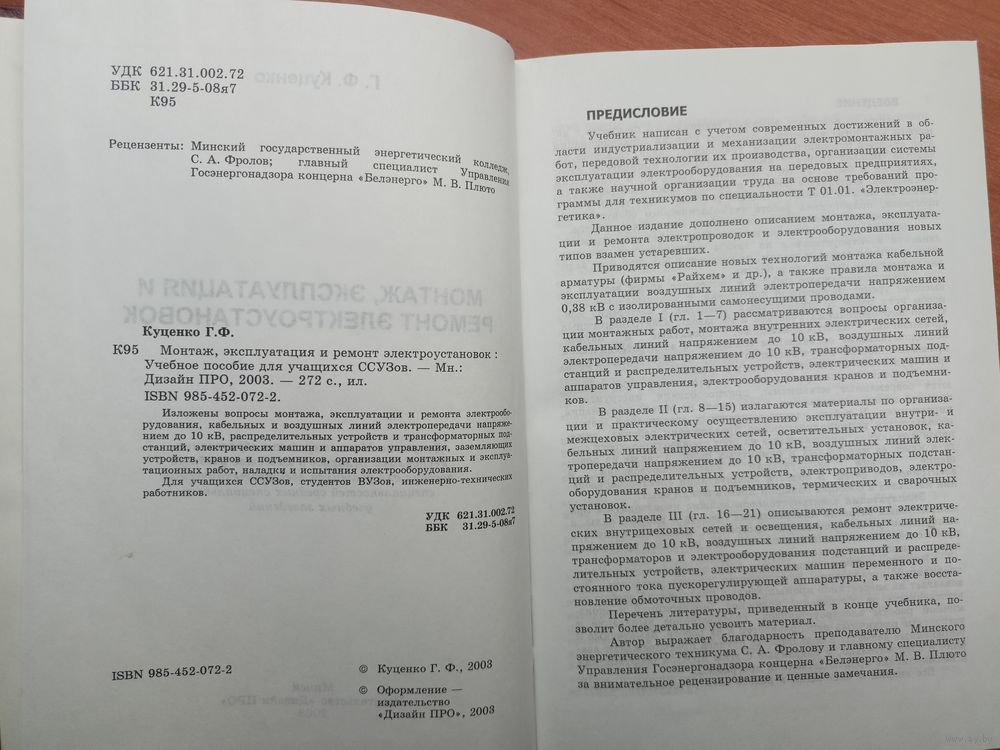 УДК 621.31.002.72
ББК 31.29-5-08я7
К95
Рецензенты: Минский государственный энергетический колледж,
С. А. Фролов; главный специалист Управления
Госэнергонадзора концерна «Белэнерго» М. В. Плюто
МОНТАЖ, ЭКСПЛУАТАЦИЯ И
РЕМОНТ ЭЛЕКТРОУСТАНОВОК
Куценко Г.Ф.
К95 Монтаж, эксплуатация и ремонт электроустановок :
Учебное пособие для учащихся ССУЗов. — Мн.:
Дизайн ПРО, 2003. — 272 с., ил.
ISBN 985-452-072-2.
Изложены вопросы монтажа, эксплуатации и ремонта электрообо-
рудования, кабельных и воздушных линий электропередачи напряже-
нием до 10 кВ, распределительных устройств и трансформаторных под-
станций, электрических машин и аппаратов управления, заземляющих
устройств, кранов и подъемников, организации монтажных и эксплуа-
тационных работ, наладки и испытания электрооборудования.
Для учащихся ССУЗов, студентов ВУЗов, инженерно-технических
работников.
УДК 621.31.002.72
ББК 31.29-5-08я7
ISBN 985-452-072-2
© Куценко Г. Ф., 2003
© Оформление —
издательство
«Дизайн ПРО», 2003
ПРЕДИСЛОВИЕ
Учебник написан с учетом современных достижений в об-
ласти индустриализации и механизации электромонтажных ра-
бот, передовой технологии их производства, организации системы
эксплуатации электрооборудования на передовых предприятиях,
а также научной организации труда на основе требований про-
граммы для техникумов по специальности Т 01.01. «Электроэнер-
гетика».
Данное издание дополнено описанием монтажа, эксплуата-
ции и ремонта электропроводок и электрооборудования новых
типов взамен устаревших.
Приводятся описание новых технологий монтажа кабельной
арматуры (фирмы «Райхем» и др.), а также правила монтажа и
эксплуатации воздушных линий электропередачи напряжением
0,38 кВ с изолированными самонесущими проводами.
В разделе I (гл. 1—7) рассматриваются вопросы организа-
ции монтажных работ, монтажа внутренних электрических сетей,
кабельных линий напряжением до 10 кВ, воздушных линий
электропередачи напряжением до 10 кВ, трансформаторных под-
станций и распределительных устройств, электрических машин и
аппаратов управления, электрооборудования кранов и подъемни-
ков.
В разделе II (гл. 8—15) излагаются материалы по организа-
ции и практическому осуществлению эксплуатации внутри- и
межцеховых электрических сетей, осветительных установок, ка-
бельных линий напряжением до 10 кВ, воздушных линий элек-
тропередачи напряжением до 10 кВ, трансформаторных подстан-
ций и распределительных устройств, электроприводов, электро-
оборудования кранов и подъемников, термических и сварочных
установок.
В разделе III (гл. 16—21) описываются ремонт электриче-
ских внутрицеховых сетей и освещения, кабельных линий на-
пряжением до 10 кВ, воздушных линий напряжением до 10 кВ,
трансформаторов и электрооборудования подстанций и распреде-
лительных устройств, электрических машин переменного и по-
стоянного тока пускорегулирующей аппаратуры, а также восста-
новление обмоточных проводов.
Перечень литературы, приведенный в конце учебника, по-
зволит более детально усвоить материал.
Автор выражает благодарность преподавателю Минского
энергетического техникума С. А. Фролову и главному специалисту
Управления Госэнергонадзора концерна «Белэнерго» М. В. Плюто
за внимательное рецензирование и ценные замечания.